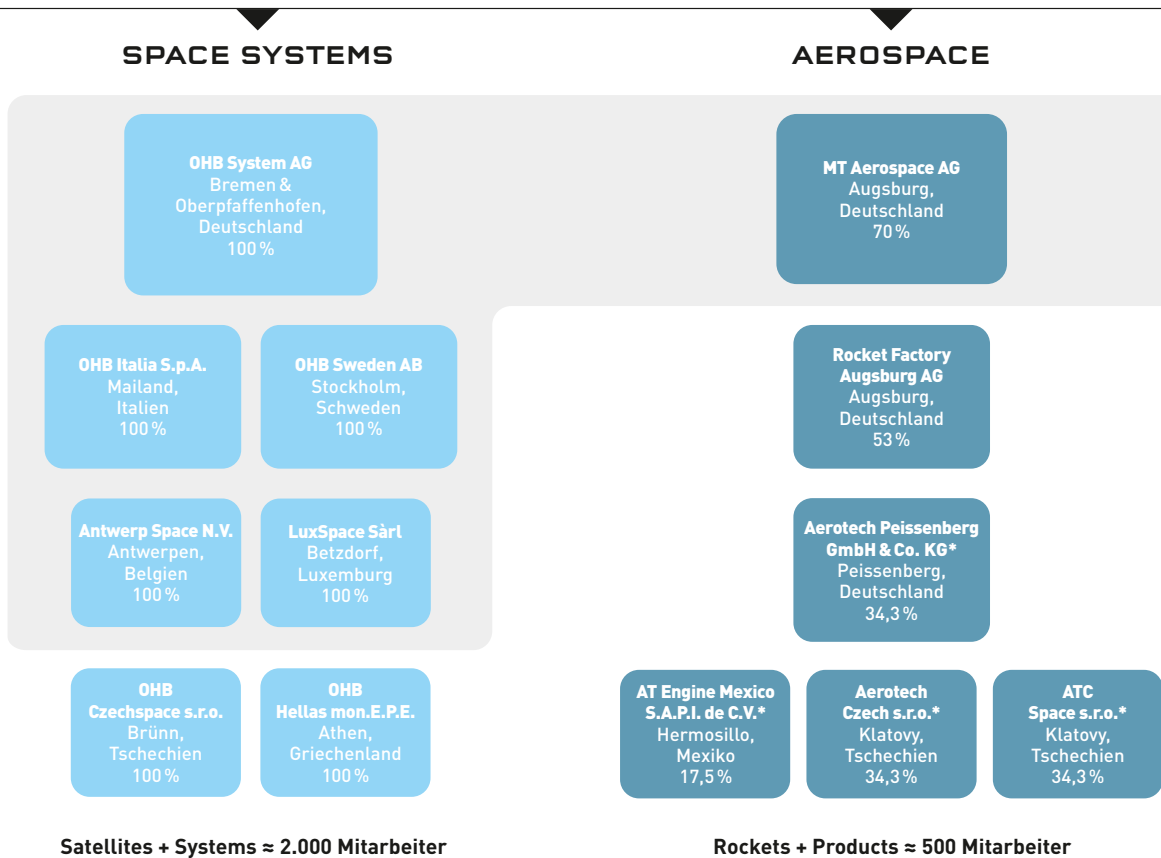 SPACE SYSTEMS
OHB System AG
Bremen &
Oberpfaffenhofen,
Deutschland
100 %
OHB Italia S.p.A.
Mailand,
Italien
100 %
OHB Sweden AB
Stockholm,
Schweden
100 %
Antwerp Space N.V.
Antwerpen,
Belgien
100 %
LuxSpace Sàrl
Betzdorf,
Luxemburg
100 %
OHB
Czechspace s.r.o.
Brünn,
Tschechien
100 %
OHB
Hellas mon.E.P.E.
Athen,
Griechenland
100 %
Satellites + Systems ≈ 2.000 Mitarbeiter
AEROSPACE
MT Aerospace AG
Augsburg,
Deutschland
70 %
Rocket Factory
Augsburg AG
Augsburg,
Deutschland
53 %
Aerotech Peissenberg
GmbH & Co. KG*
Peissenberg,
Deutschland
34,3 %
AT Engine Mexico
S.A.P.I. de C.V.*
Hermosillo,
Mexiko
17,5 %
Aerotech
Czech s.r.o.*
Klatovy,
Tschechien
34,3 %
ATC
Space s.r.o.*
Klatovy,
Tschechien
34,3 %
Rockets + Products ≈ 500 Mitarbeiter